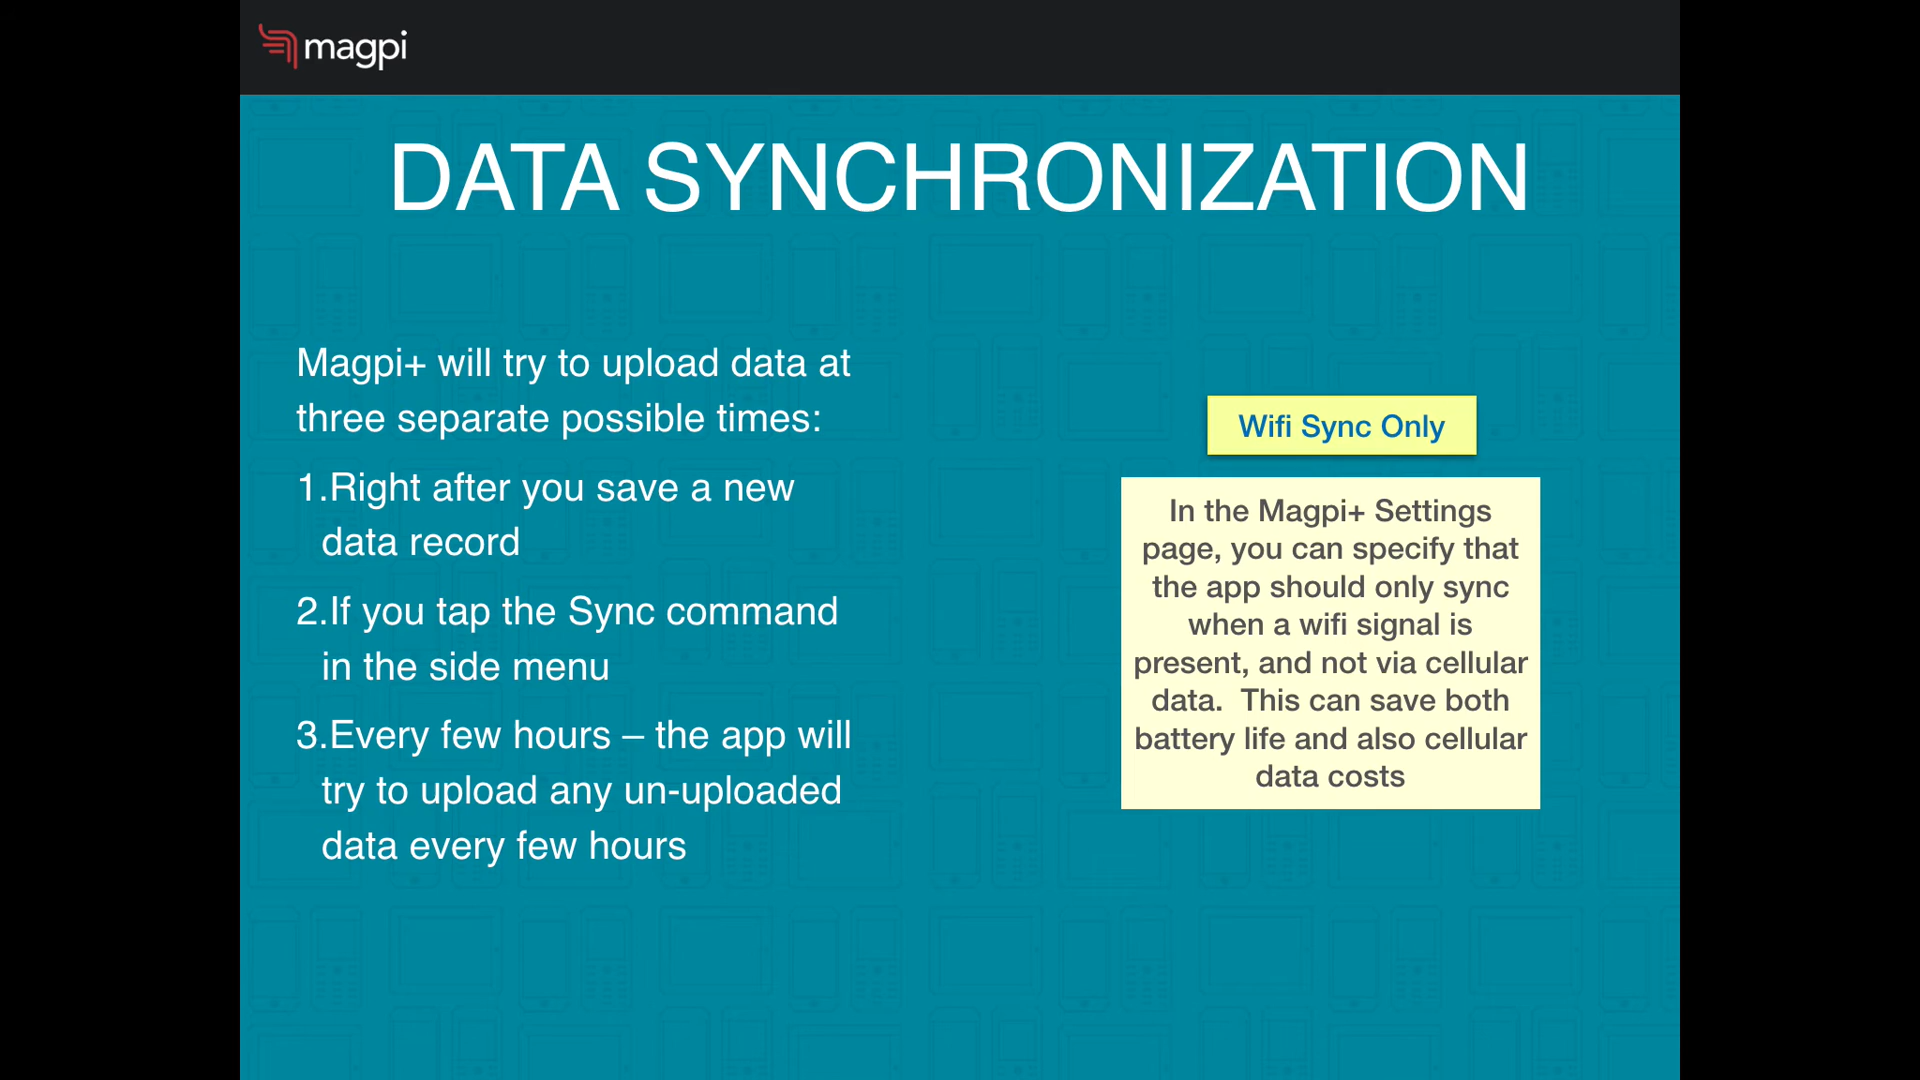 magpi
DATA SYNCHRONIZATION
Magpi+ will try to upload data at
three separate possible times:
1.Right after you save a new
data record
2.If you tap the Sync command
in the side menu
3.Every few hours – the app will
try to upload any un-uploaded
data every few hours
Wifi Sync Only
In the Magpi+ Settings
page, you can specify that
the app should only sync
when a wifi signal is
present, and not via cellular
data.  This can save both
battery life and also cellular
data costs